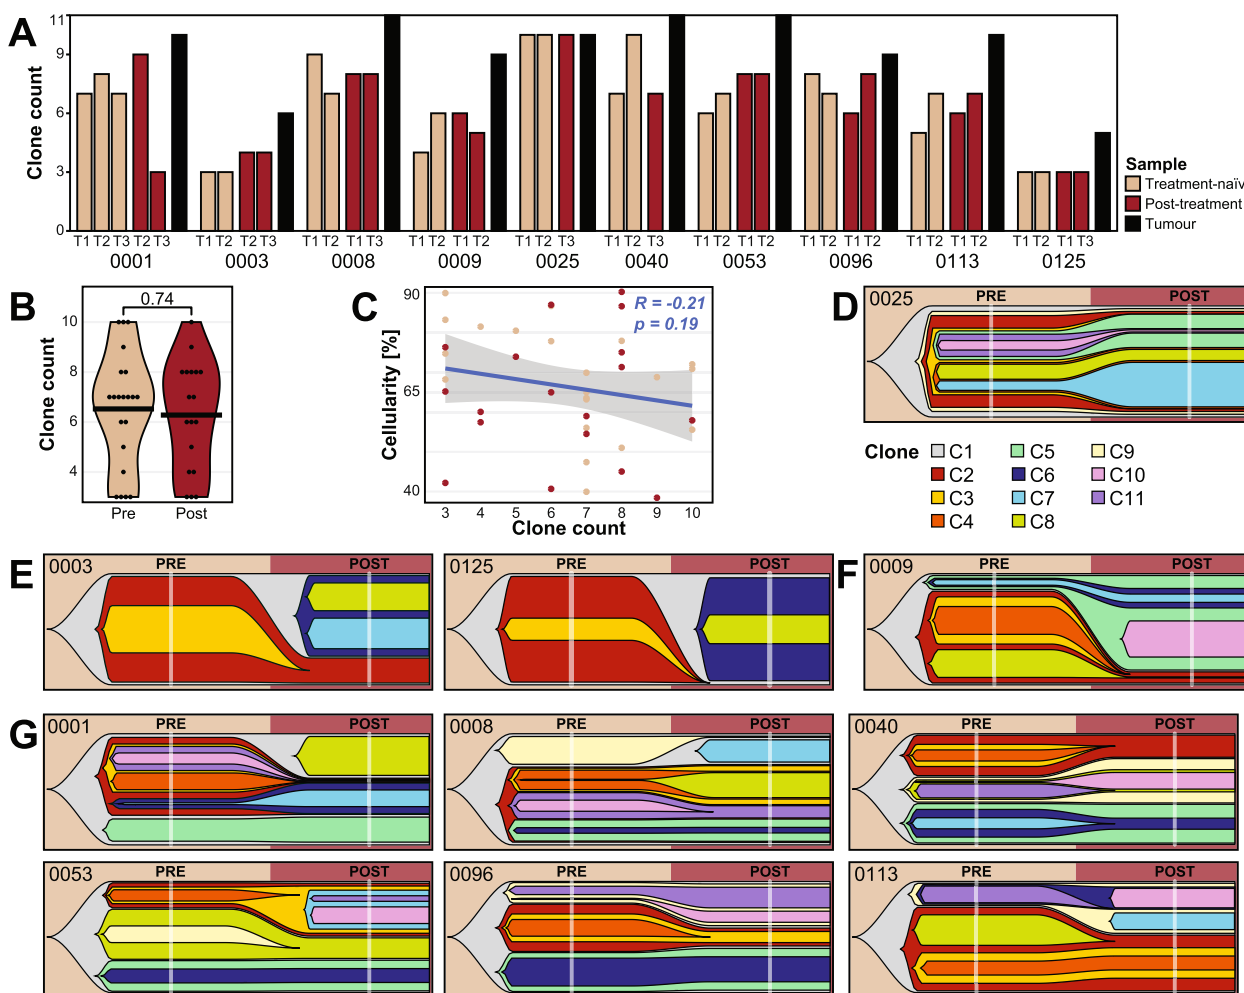 A
Clone count
11
9
6
3
0
T1 T2 T3 T2 T3
T1 T2 T2 T3
T1 T2 T1 T3
T1 T2 T1 T2
T1 T2 T3
T1 T2 T3
T1 T2 T1 T2
T1 T2 T1 T2
T1 T2 T1 T2
T1 T2 T1 T3
0001 0003 0008 0009 0025 0040 0053 0096 0113 0125
Sample
Treatment-naïv
Post-treatment
Tumour
B
0.74
Clone count
10
8
6
4
Pre Post
C
R = -0.21
p = 0.19
Cellularity [%]
90
65
40
3 4 5 6 7 8 9 10
Clone count
D
0025 PRE POST
Clone
C1 C5 C9
C2 C6 C10
C3 C7 C11
C4 C8
E
0003 PRE POST
0125 PRE POST
F
0009 PRE POST
G
0001 PRE POST
0008 PRE POST
0040 PRE POST
0053 PRE POST
0096 PRE POST
0113 PRE POST